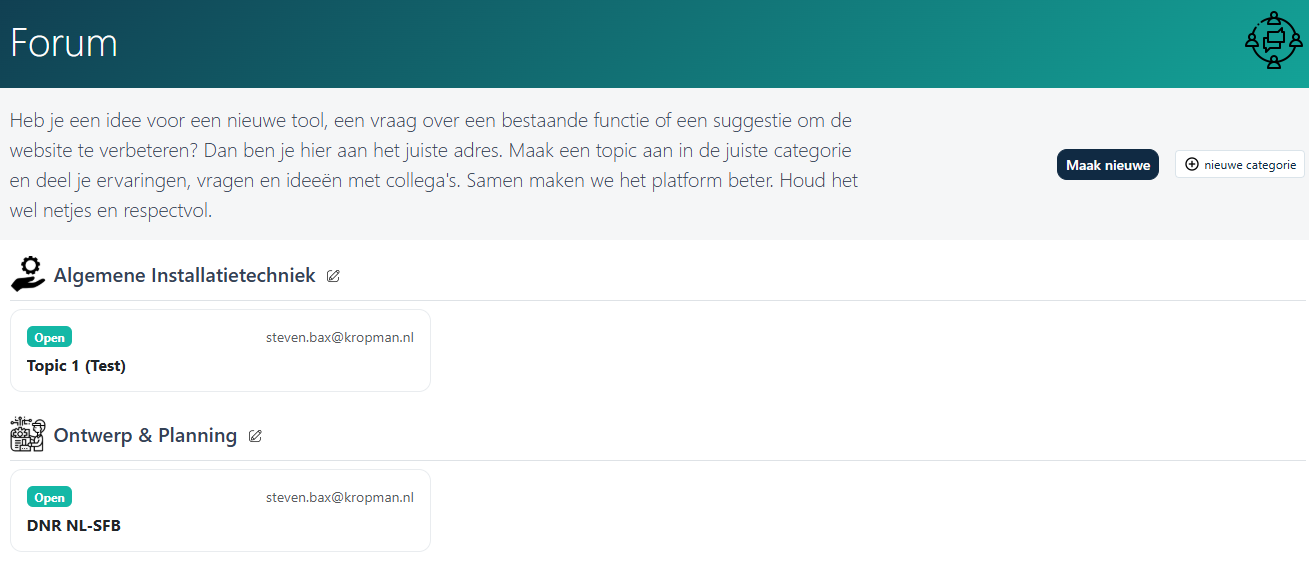 Forum
Heb je een idee voor een nieuwe tool, een vraag over een bestaande functie of een suggestie om de
website te verbeteren? Dan ben je hier aan het juiste adres. Maak een topic aan in de juiste categorie
en deel je ervaringen, vragen en ideeën met collega's. Samen maken we het platform beter. Houd het
wel netjes en respectvol.
Maak nieuwe
nieuwe categorie
Algemene Installatietechniek
Open
steven.bax@kropman.nl
Topic 1 (Test)
Ontwerp & Planning
Open
steven.bax@kropman.nl
DNR NL-SFB